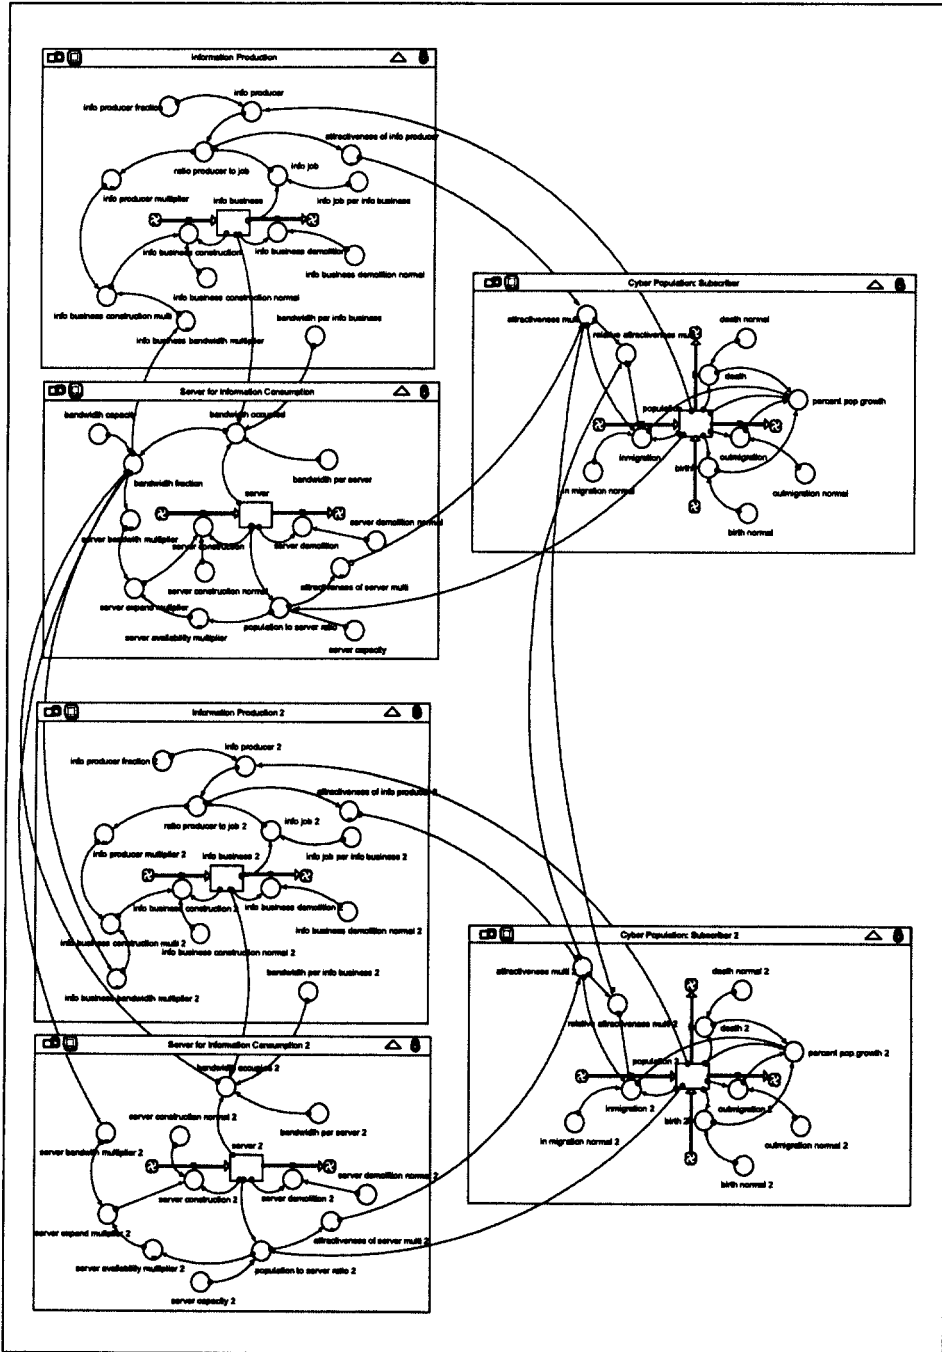 Information Production
info producer
info producer fraction
attractiveness of info producer
ratio producer to job
info job
info producer multiplier
info business
info job per info business
info business construction
info business demolition
info business demolition normal
info business construction normal
info business construction multi
bandwidth per info business
info business bandwidth multiplier
Cyber Population: Subscriber
attractiveness multi
relative attractiveness multi
death normal
death
population
percent pop growth
inmigration
outmigration
birth
in migration normal
outmigration normal
birth normal
Server for Information Consumption
bandwidth capacity
bandwidth occupied
bandwidth fraction
bandwidth per server
server
server bandwith multiplier
server construction
server demolition
server demolition normal
server construction normal
attractiveness of server multi
server expand multiplier
population to server ratio
server availability multiplier
server capacity
Information Production 2
info producer 2
info producer fraction 2
attractiveness of info producer 2
ratio producer to job 2
info job 2
info producer multiplier 2
info business 2
info job per info business 2
info business construction 2
info business demolition 2
info business demolition normal 2
info business construction multi 2
info business construction normal 2
bandwidth per info business 2
info business bandwidth multiplier 2
Cyber Population: Subscriber 2
attractiveness multi 2
relative attractiveness multi 2
death normal 2
death 2
population 2
percent pop growth 2
inmigration 2
outmigration 2
birth 2
in migration normal 2
outmigration normal 2
birth normal 2
Server for Information Consumption 2
bandwidth occupied 2
server construction normal 2
bandwidth per server 2
server 2
server bandwith multiplier 2
server demolition normal 2
server construction 2
server demolition 2
server expand multiplier 2
attractiveness of server multi 2
server availability multiplier 2
population to server ratio 2
server capacity 2